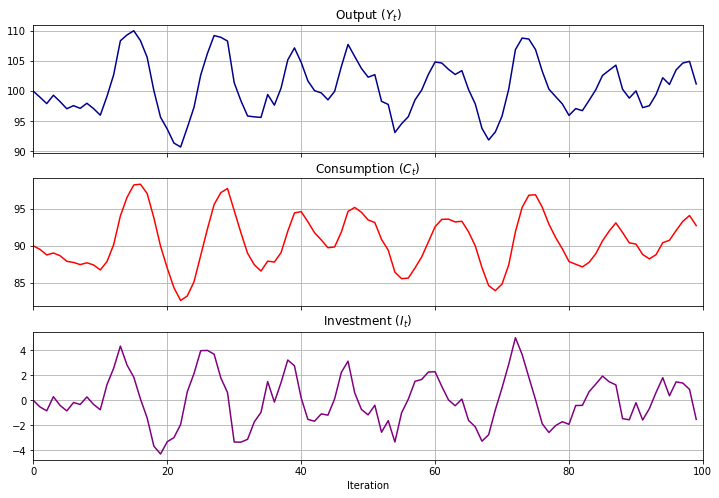 Output (Y_t)
110
105
100
95
90
Consumption (C_t)
95
90
85
Investment (I_t)
4
2
0
−2
−4
0 20 40 60 80 100
Iteration